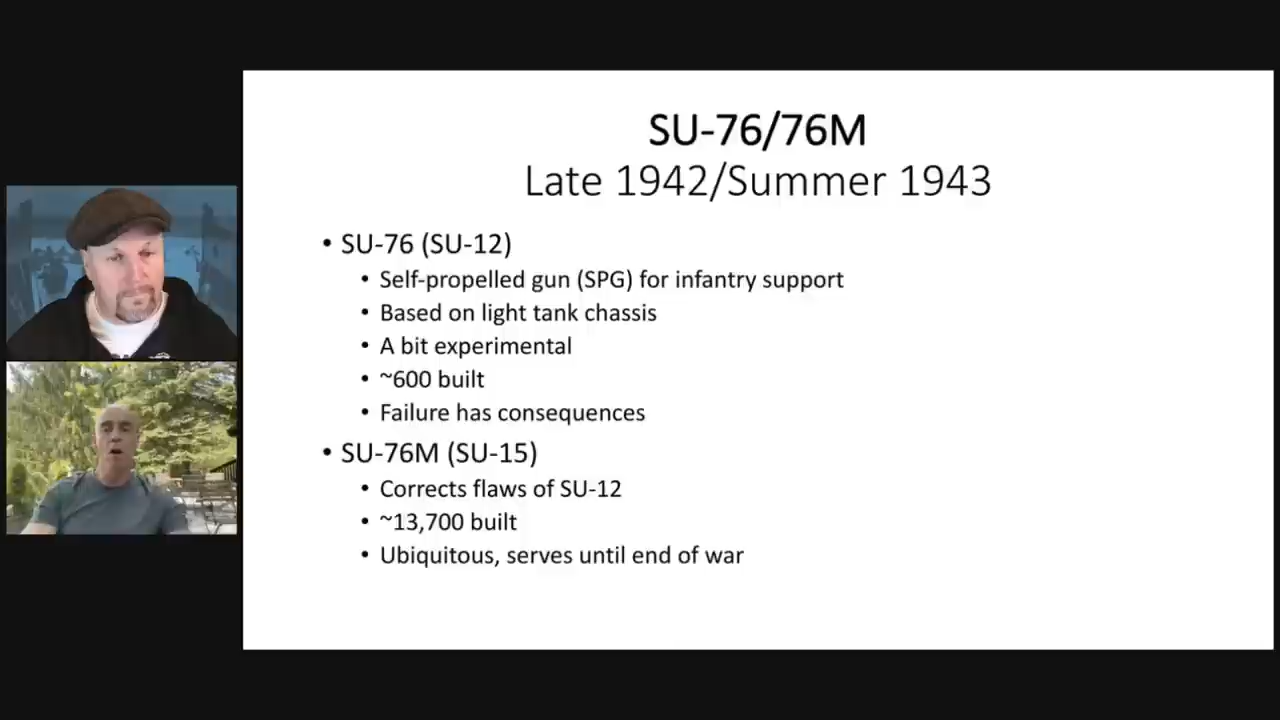 SU-76/76M
Late 1942/Summer 1943
• SU-76 (SU-12)
• Self-propelled gun (SPG) for infantry support
• Based on light tank chassis
• A bit experimental
• ~600 built
• Failure has consequences
• SU-76M (SU-15)
• Corrects flaws of SU-12
• ~13,700 built
• Ubiquitous, serves until end of war